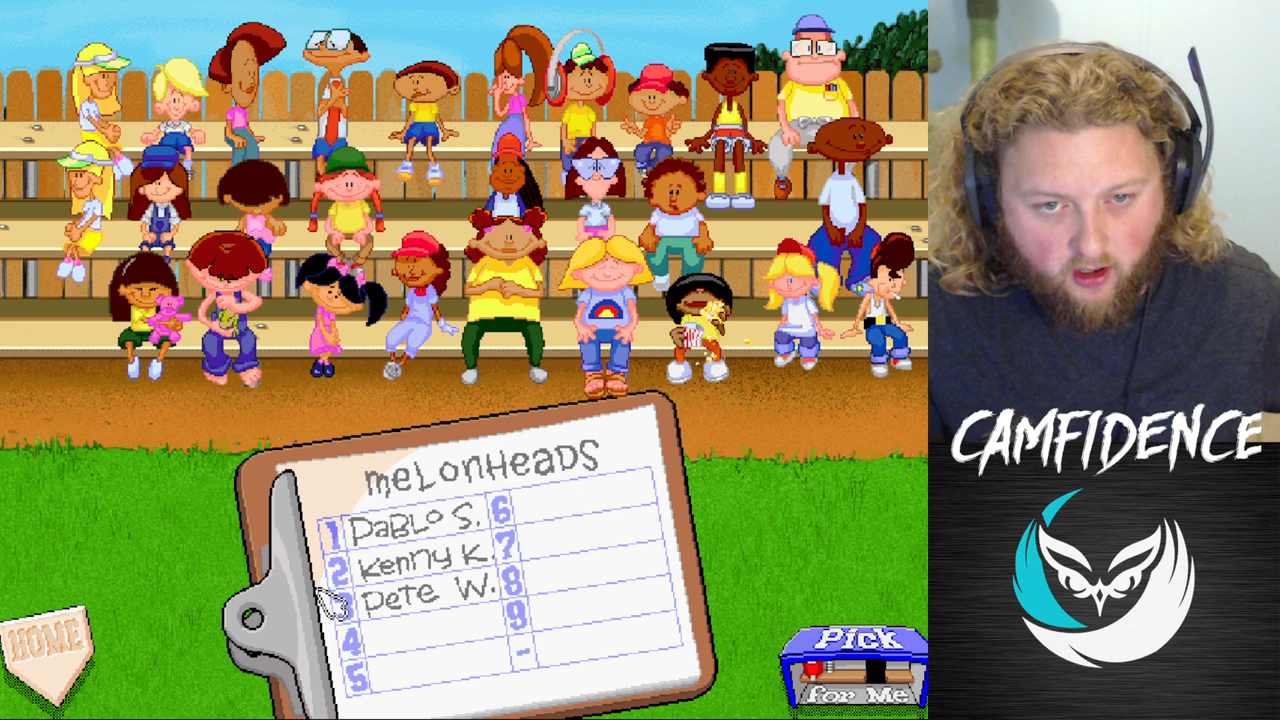 meLonHeaDS
1 PaBLo S. 6
2 Kenny K. 7
3 Pete W. 8
4 9
5 -
HOME
Pick
for Me
CAMFIDENCE